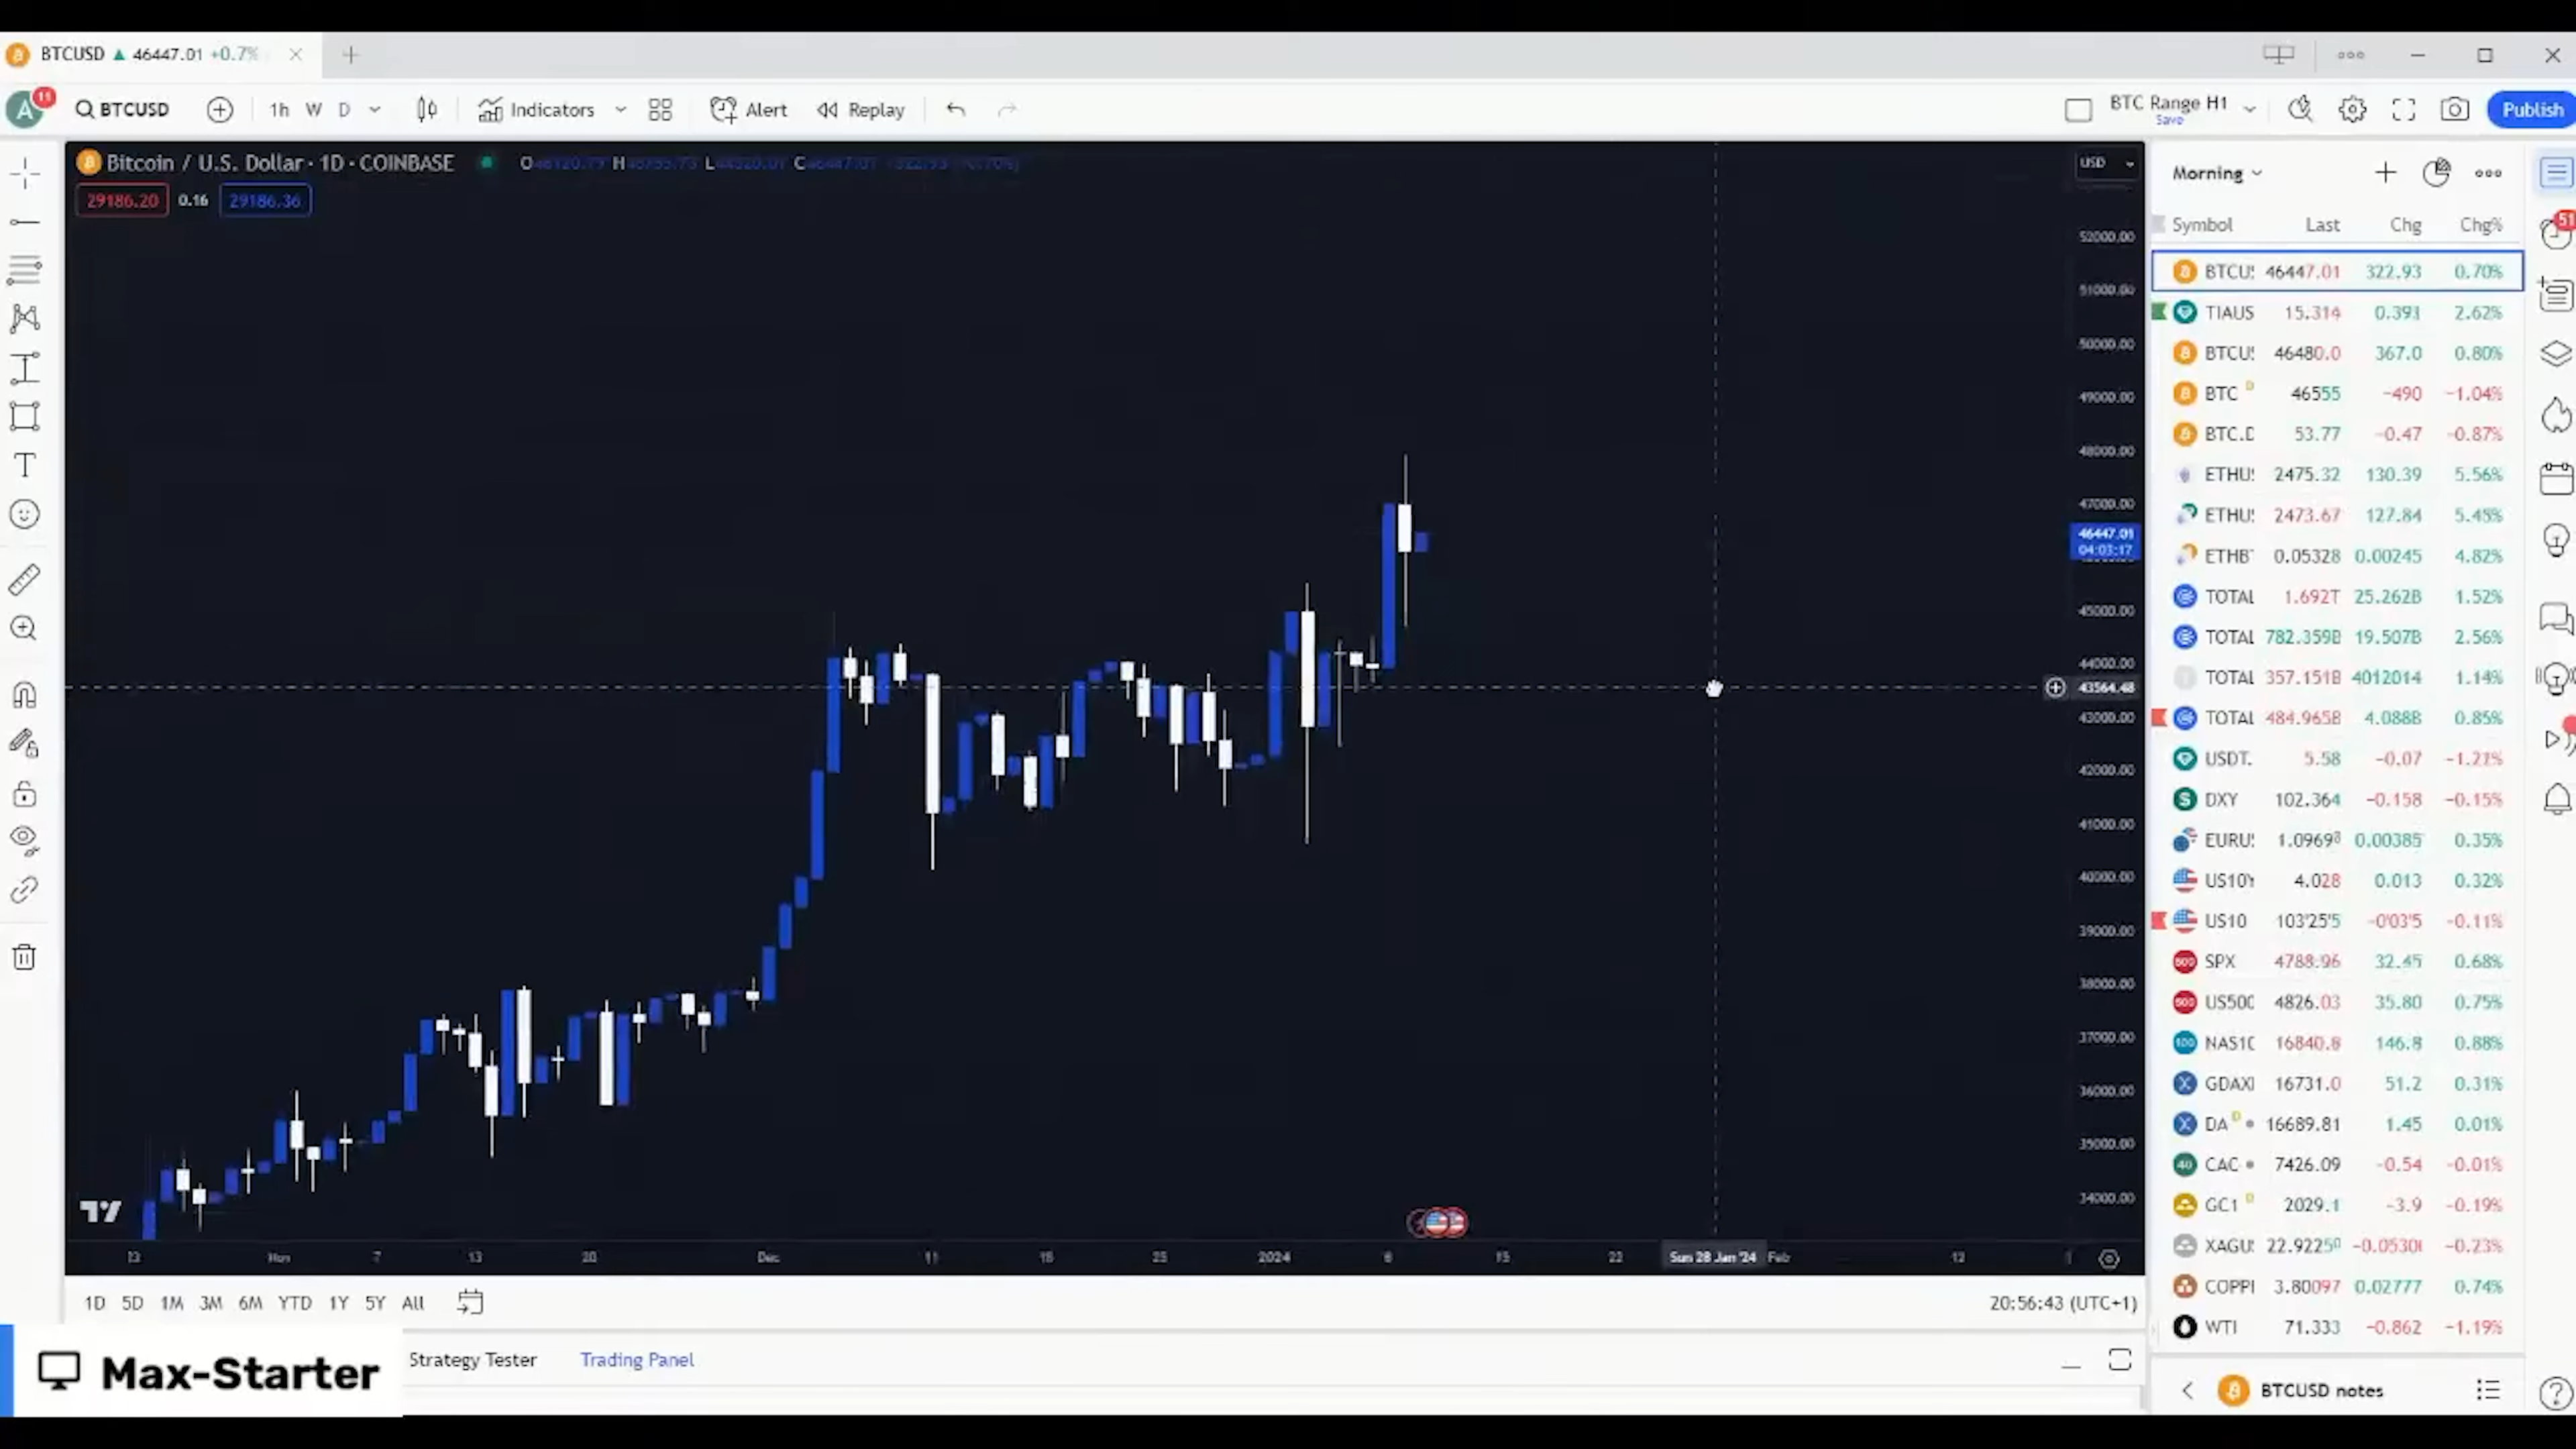 BTCUSD ▲ 46447.01 +0.7%
A 11 BTCUSD 1h W D Indicators Alert Replay BTC Range H1 Save Publish
Bitcoin / U.S. Dollar · 1D · COINBASE
29186.20 0.16 29186.36
USD
52000.00
51000.00
50000.00
49000.00
48000.00
47000.00
46447.01
04:03:17
45000.00
44000.00
43564.48
43000.00
42000.00
41000.00
40000.00
39000.00
38000.00
37000.00
36000.00
35000.00
34000.00
23 Nov 7 13 20 Dec 11 18 25 2024 8 15 22 Sun 28 Jan '24 Feb 12
1D 5D 1M 3M 6M YTD 1Y 5Y All 20:56:43 (UTC+1)
Max-Starter Strategy Tester Trading Panel
Morning
Symbol Last Chg Chg%
BTCU 46447.01 322.93 0.70%
TIAUS 15.314 0.391 2.62%
BTCU 46480.0 367.0 0.80%
BTC D 46555 −490 −1.04%
BTC.D 53.77 −0.47 −0.87%
ETHU 2475.32 130.39 5.56%
ETHU 2473.67 127.84 5.45%
ETHB 0.05328 0.00245 4.82%
TOTAL 1.692T 25.262B 1.52%
TOTAL 782.359B 19.507B 2.56%
TOTAL 357.151B 4012014 1.14%
TOTAL 484.965B 4.088B 0.85%
USDT. 5.58 −0.07 −1.21%
DXY 102.364 −0.158 −0.15%
EURU 1.09698 0.00385 0.35%
US10Y 4.028 0.013 0.32%
US10 103'25'5 −0'03'5 −0.11%
SPX 4788.96 32.45 0.68%
US500 4826.03 35.80 0.75%
NAS10 16840.8 146.8 0.88%
GDAXI 16731.0 51.2 0.31%
DA D 16689.81 1.45 0.01%
CAC 7426.09 −0.54 −0.01%
GC1 D 2029.1 −3.9 −0.19%
XAGU 22.92250 −0.0530 −0.23%
COPPI 3.80097 0.02777 0.74%
WTI 71.333 −0.862 −1.19%
BTCUSD notes
51